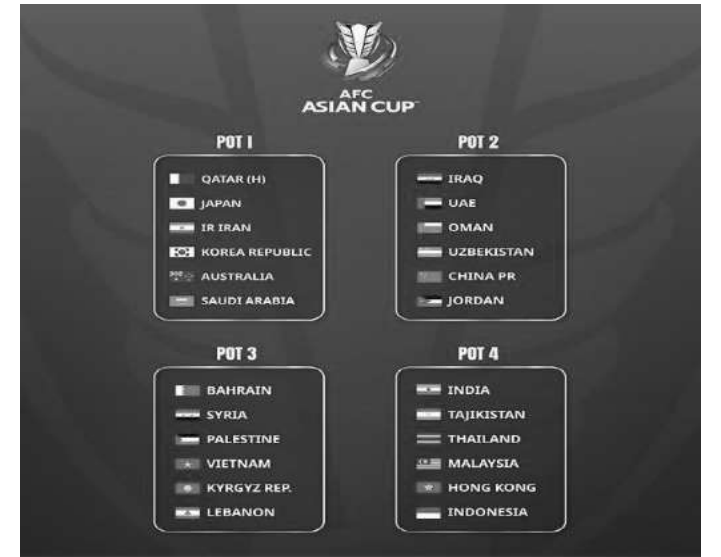 AFC
ASIAN CUP™
POT 1
QATAR (H)
JAPAN
IR IRAN
KOREA REPUBLIC
AUSTRALIA
SAUDI ARABIA
POT 2
IRAQ
UAE
OMAN
UZBEKISTAN
CHINA PR
JORDAN
POT 3
BAHRAIN
SYRIA
PALESTINE
VIETNAM
KYRGYZ REP.
LEBANON
POT 4
INDIA
TAJIKISTAN
THAILAND
MALAYSIA
HONG KONG
INDONESIA